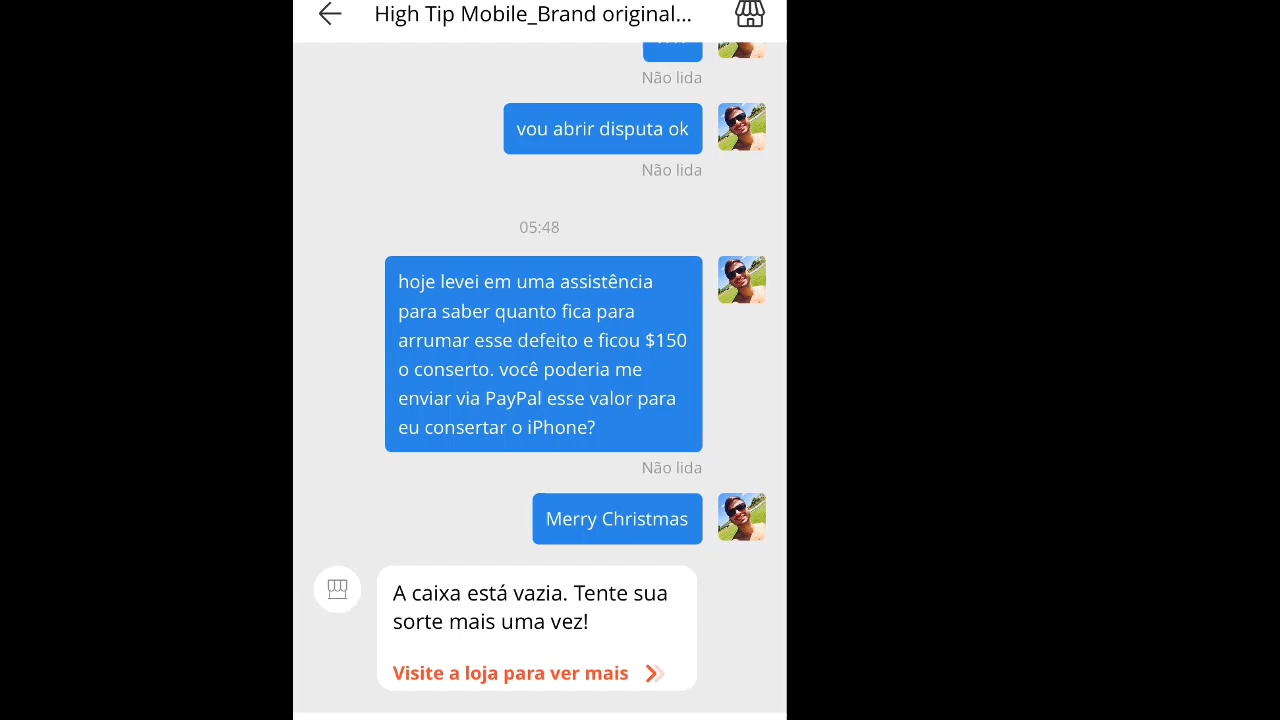 High Tip Mobile_Brand original...
Não lida
vou abrir disputa ok
Não lida
05:48
hoje levei em uma assistência
para saber quanto fica para
arrumar esse defeito e ficou $150
o conserto. você poderia me
enviar via PayPal esse valor para
eu consertar o iPhone?
Não lida
Merry Christmas
A caixa está vazia. Tente sua
sorte mais uma vez!
Visite a loja para ver mais